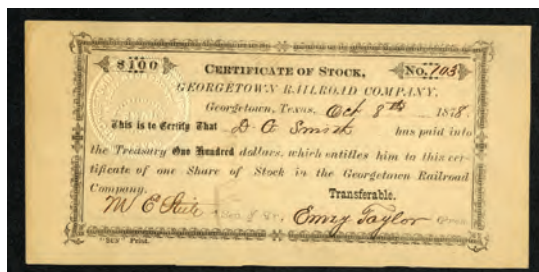 $100 CERTIFICATE OF STOCK, No. 703
GEORGETOWN RAILROAD COMPANY.
Georgetown, Texas, Oct 8th 1878.
This is to Certify That D. G. Smith has paid into
the Treasury One Hundred dollars, which entitles him to this cer-
tificate of one Share of Stock in the Georgetown Railroad
Company. Transferable.
M E Emzy Taylor
Print.